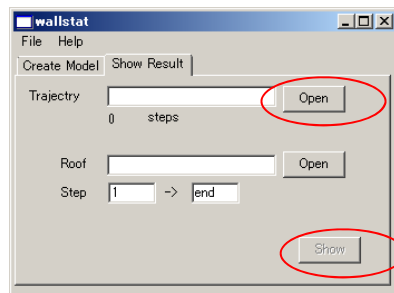 wallstat
File Help
Create Model Show Result
Trajectry Open
0 steps
Roof Open
Step 1 -> end
Show